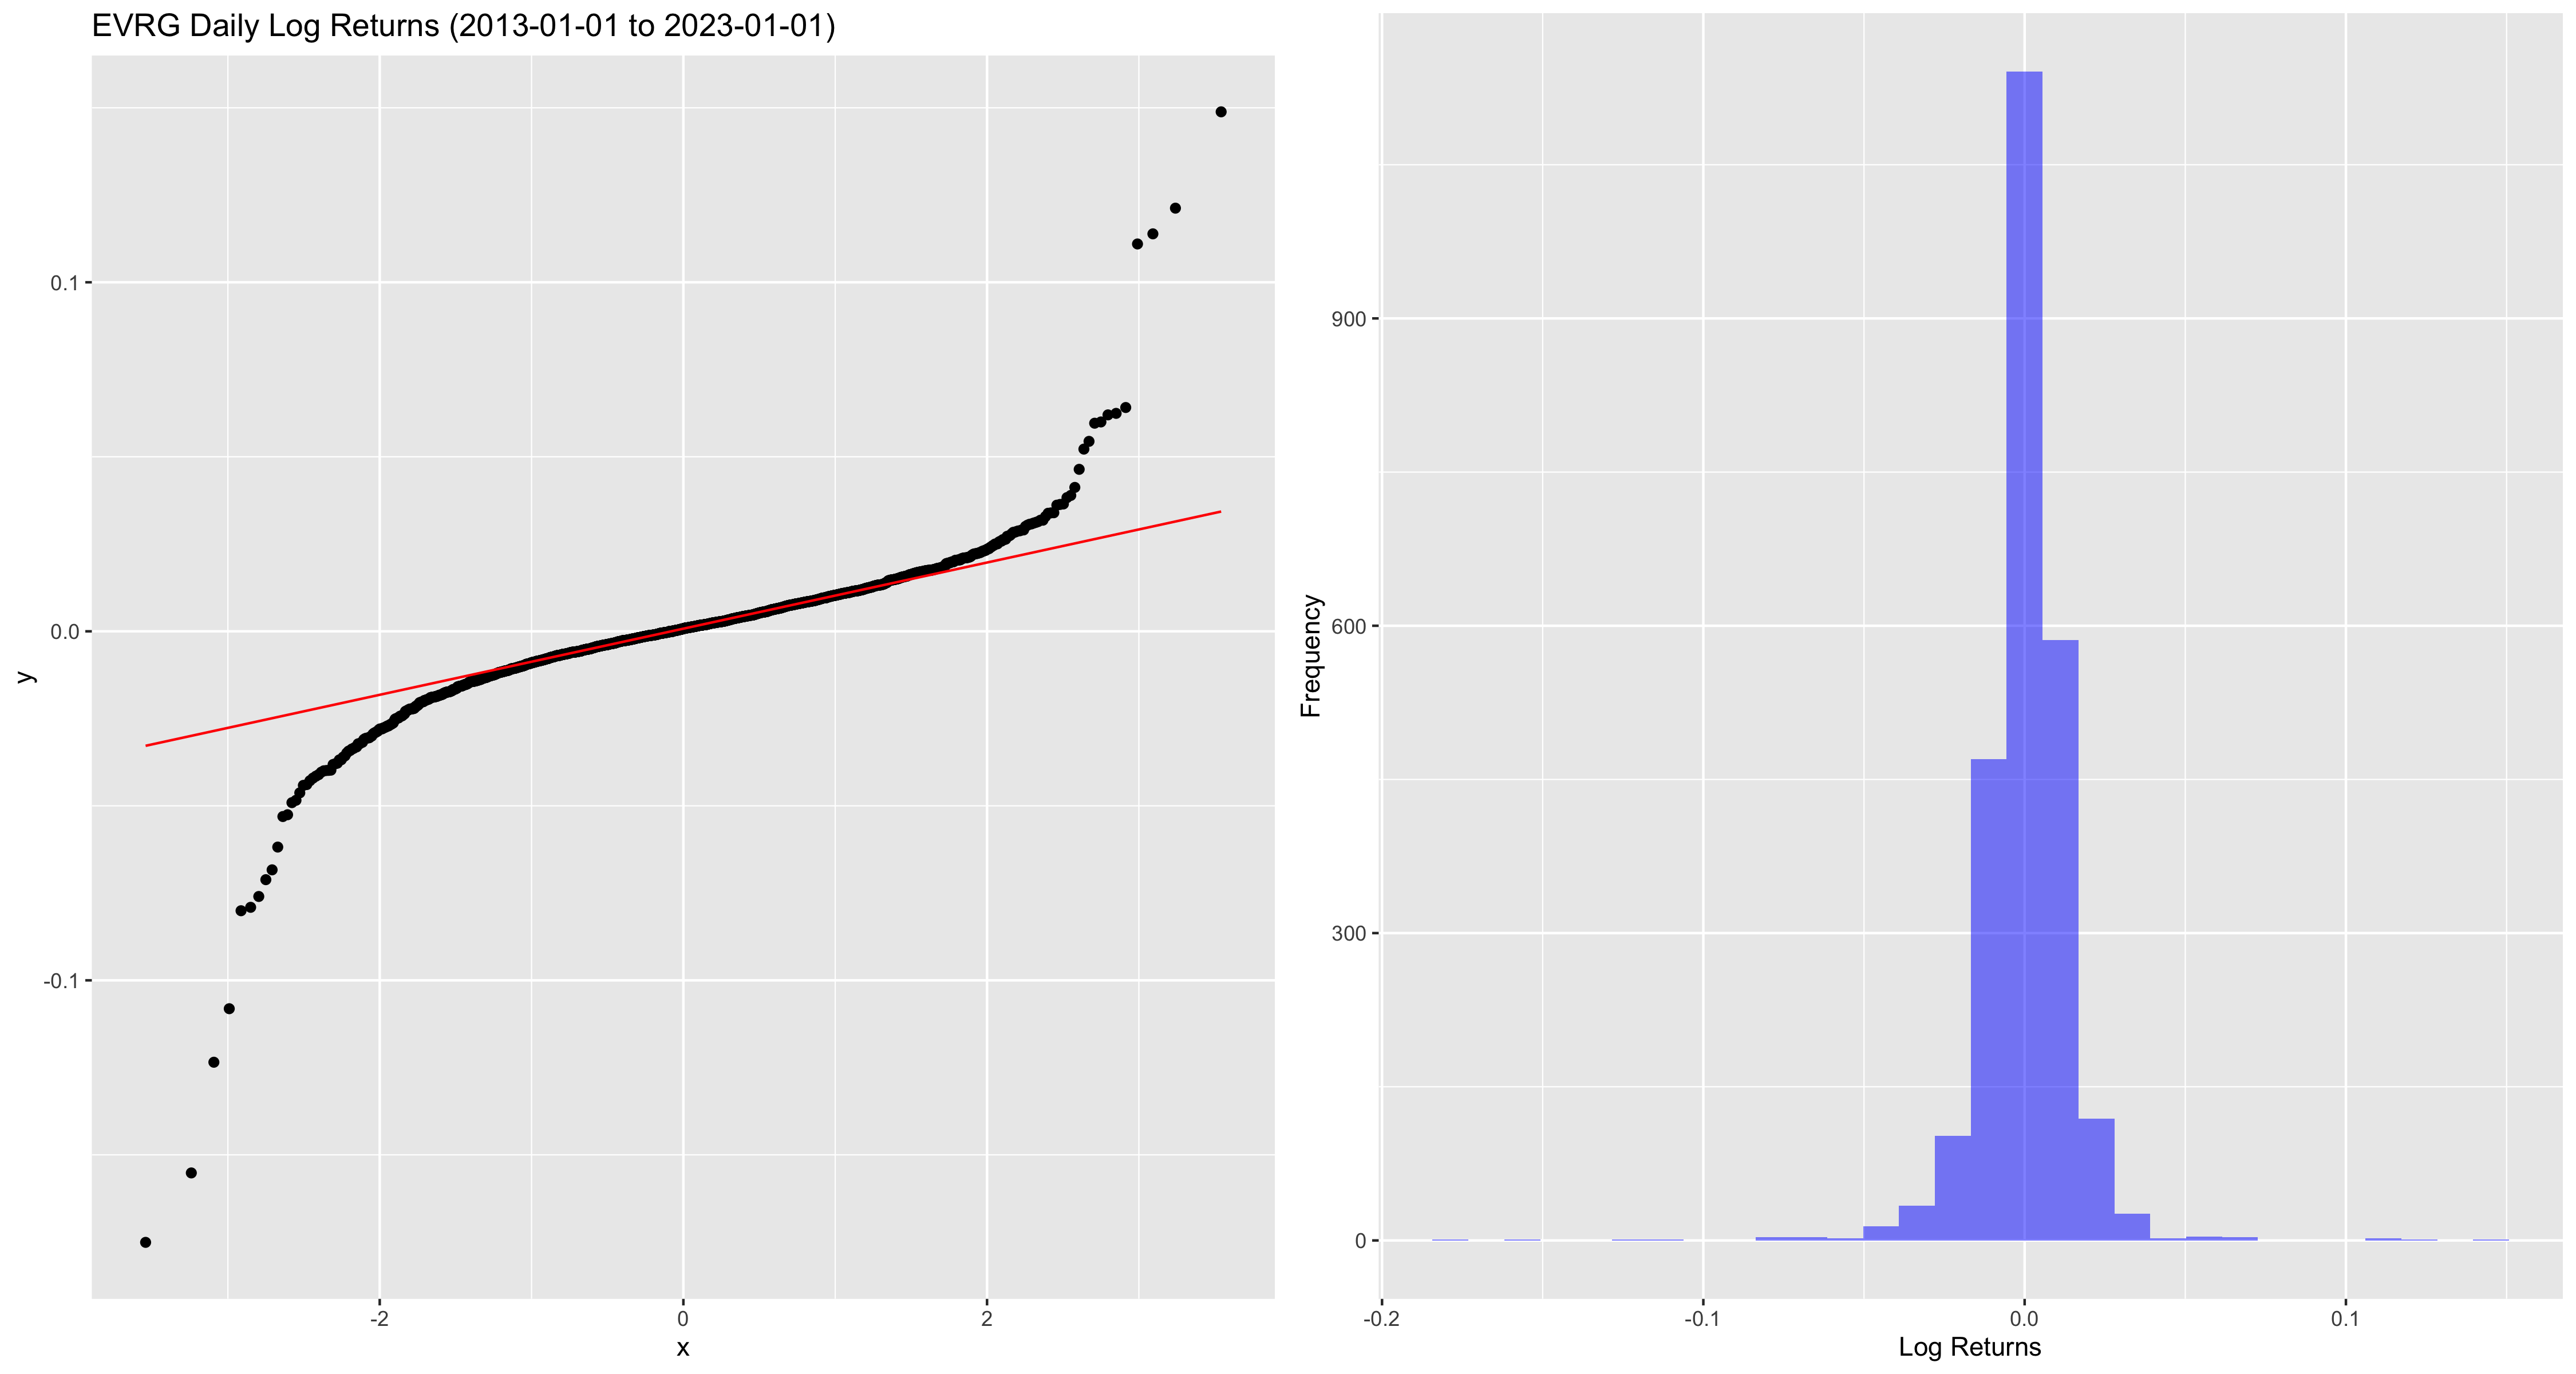 EVRG Daily Log Returns (2013-01-01 to 2023-01-01)
y
0.1
0.0
-0.1
-2
0
2
x
Frequency
900
600
300
0
-0.2
-0.1
0.0
0.1
Log Returns